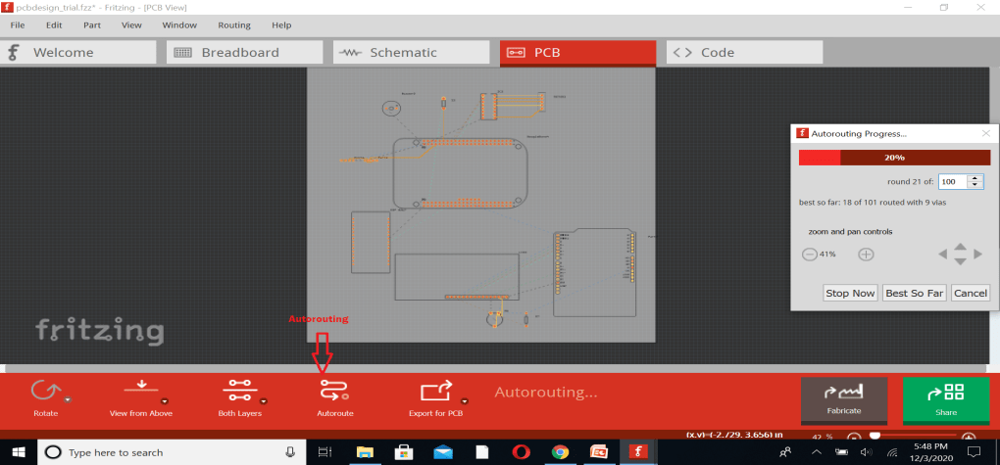 pcbdesign_trial.fzz* - Fritzing - [PCB View]
File Edit Part View Window Routing Help
Welcome Breadboard Schematic PCB Code
Autorouting Progress...
20%
round 21 of: 100
best so far: 18 of 101 routed with 9 vias
zoom and pan controls
41%
Stop Now Best So Far Cancel
fritzing
Autorouting
Rotate View from Above Both Layers Autoroute Export for PCB Autorouting... Fabricate Share
(x,y)=(-2.729, 3.656) in 42 %
Type here to search
5:48 PM
12/3/2020